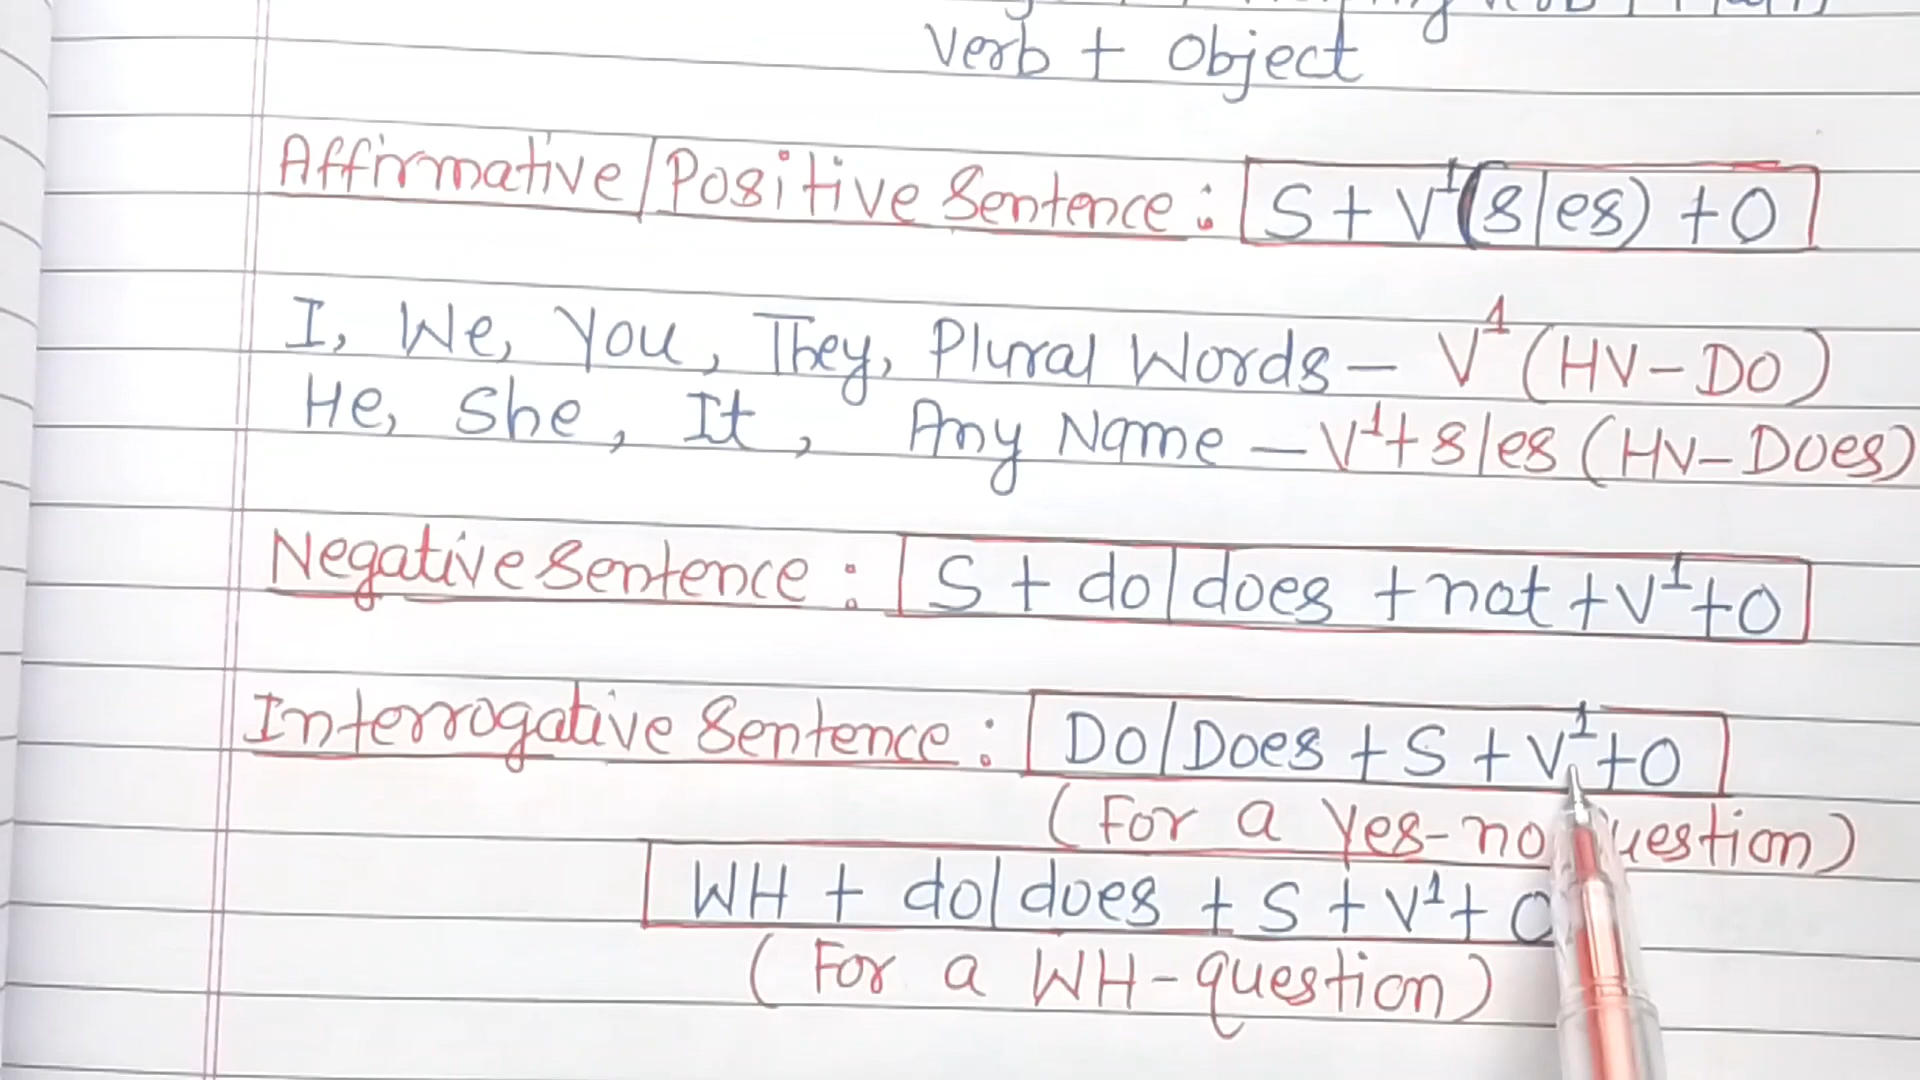 Verb + Object
Affirmative/Positive Sentence: S + V¹(s/es) + O
I, We, You, They, Plural Words – V¹ (HV-DO)
He, She, It, Any Name – V¹+s/es (HV-Does)
Negative Sentence: S + do/does + not + V¹+O
Interrogative Sentence: Do/Does + S + V¹+O
(For a Yes-no
WH + do/does + S + V¹+ O
(For a WH-question)